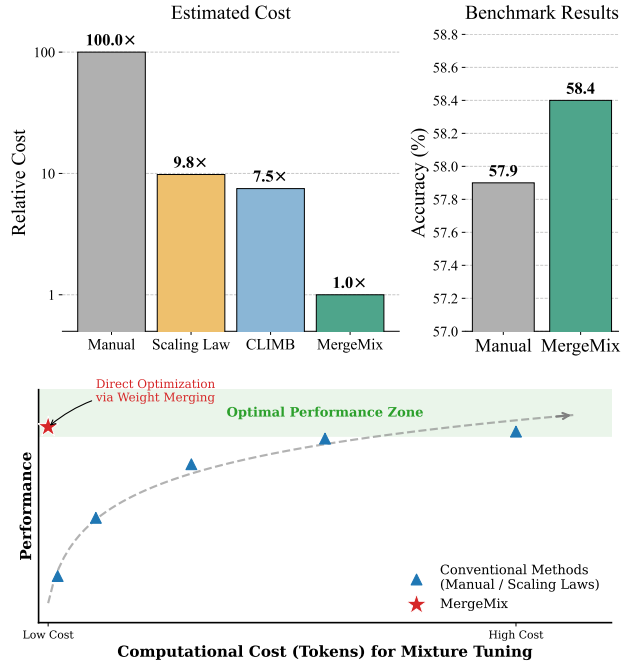 Estimated Cost
Relative Cost
100
10
1
100.0×
9.8×
7.5×
1.0×
Manual
Scaling Law
CLIMB
MergeMix
Benchmark Results
Accuracy (%)
58.8
58.6
58.4
58.2
58.0
57.8
57.6
57.4
57.2
57.0
57.9
58.4
Manual
MergeMix
Direct Optimization
via Weight Merging
Optimal Performance Zone
Performance
Conventional Methods
(Manual / Scaling Laws)
MergeMix
Low Cost
High Cost
Computational Cost (Tokens) for Mixture Tuning